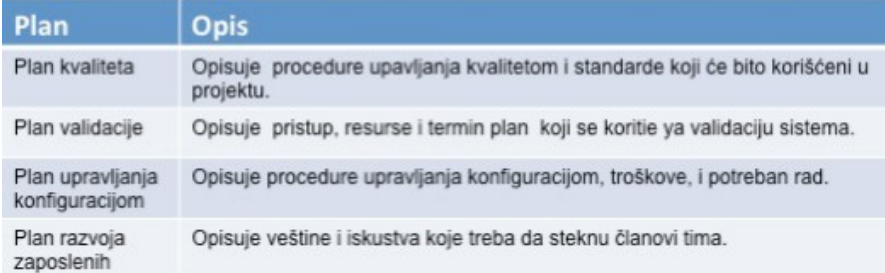 Plan Opis
Plan kvaliteta Opisuje procedure upavljanja kvalitetom i standarde koji će bito korišćeni u
projektu.
Plan validacije Opisuje pristup, resurse i termin plan koji se koritie ya validaciju sistema.
Plan upravljanja Opisuje procedure upravljanja konfiguracijom, troškove, i potreban rad.
konfiguracijom
Plan razvoja Opisuje veštine i iskustva koje treba da steknu članovi tima.
zaposlenih